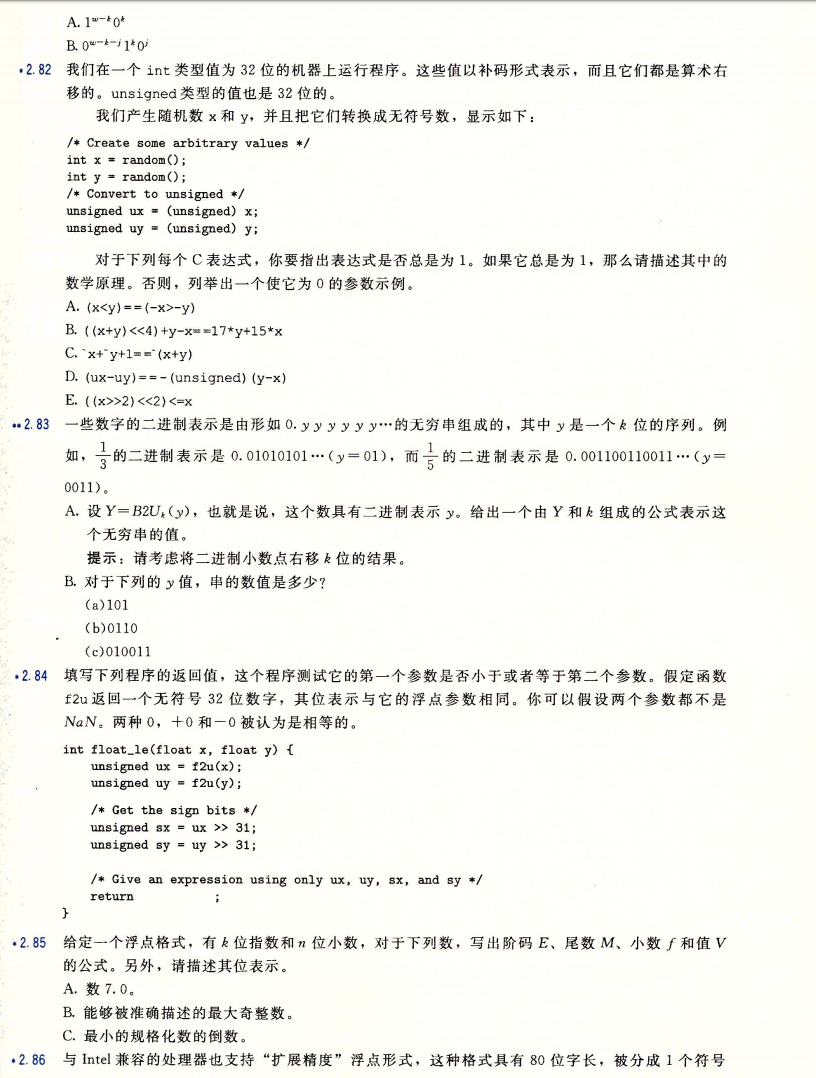 A. 1ʷ⁻ᵏ0ᵏ
B. 0ʷ⁻ᵏ⁻ʲ1ᵏ0ʲ
•2.82 我们在一个 int 类型值为 32 位的机器上运行程序。这些值以补码形式表示，而且它们都是算术右
移的。unsigned 类型的值也是 32 位的。
我们产生随机数 x 和 y，并且把它们转换成无符号数，显示如下：
/* Create some arbitrary values */
int x = random();
int y = random();
/* Convert to unsigned */
unsigned ux = (unsigned) x;
unsigned uy = (unsigned) y;
对于下列每个 C 表达式，你要指出表达式是否总是为 1。如果它总是为 1，那么请描述其中的
数学原理。否则，列举出一个使它为 0 的参数示例。
A. (x<y)==(-x>-y)
B. ((x+y)<<4)+y-x==17*y+15*x
C. ~x+~y+1==~(x+y)
D. (ux-uy)==-(unsigned)(y-x)
E. ((x>>2)<<2)<=x
••2.83 一些数字的二进制表示是由形如 0.y y y y y y⋯的无穷串组成的，其中 y 是一个 k 位的序列。例
如，1/3 的二进制表示是 0.01010101⋯(y=01)，而 1/5 的二进制表示是 0.001100110011⋯(y=
0011)。
A. 设 Y=B2Uₖ(y)，也就是说，这个数具有二进制表示 y。给出一个由 Y 和 k 组成的公式表示这
个无穷串的值。
提示：请考虑将二进制小数点右移 k 位的结果。
B. 对于下列的 y 值，串的数值是多少？
(a)101
(b)0110
(c)010011
•2.84 填写下列程序的返回值，这个程序测试它的第一个参数是否小于或者等于第二个参数。假定函数
f2u 返回一个无符号 32 位数字，其位表示与它的浮点参数相同。你可以假设两个参数都不是
NaN。两种 0，+0 和−0 被认为是相等的。
int float_le(float x, float y) {
unsigned ux = f2u(x);
unsigned uy = f2u(y);
/* Get the sign bits */
unsigned sx = ux >> 31;
unsigned sy = uy >> 31;
/* Give an expression using only ux, uy, sx, and sy */
return ;
}
•2.85 给定一个浮点格式，有 k 位指数和 n 位小数，对于下列数，写出阶码 E、尾数 M、小数 f 和值 V
的公式。另外，请描述其位表示。
A. 数 7.0。
B. 能够被准确描述的最大奇整数。
C. 最小的规格化数的倒数。
•2.86 与 Intel 兼容的处理器也支持“扩展精度”浮点形式，这种格式具有 80 位字长，被分成 1 个符号